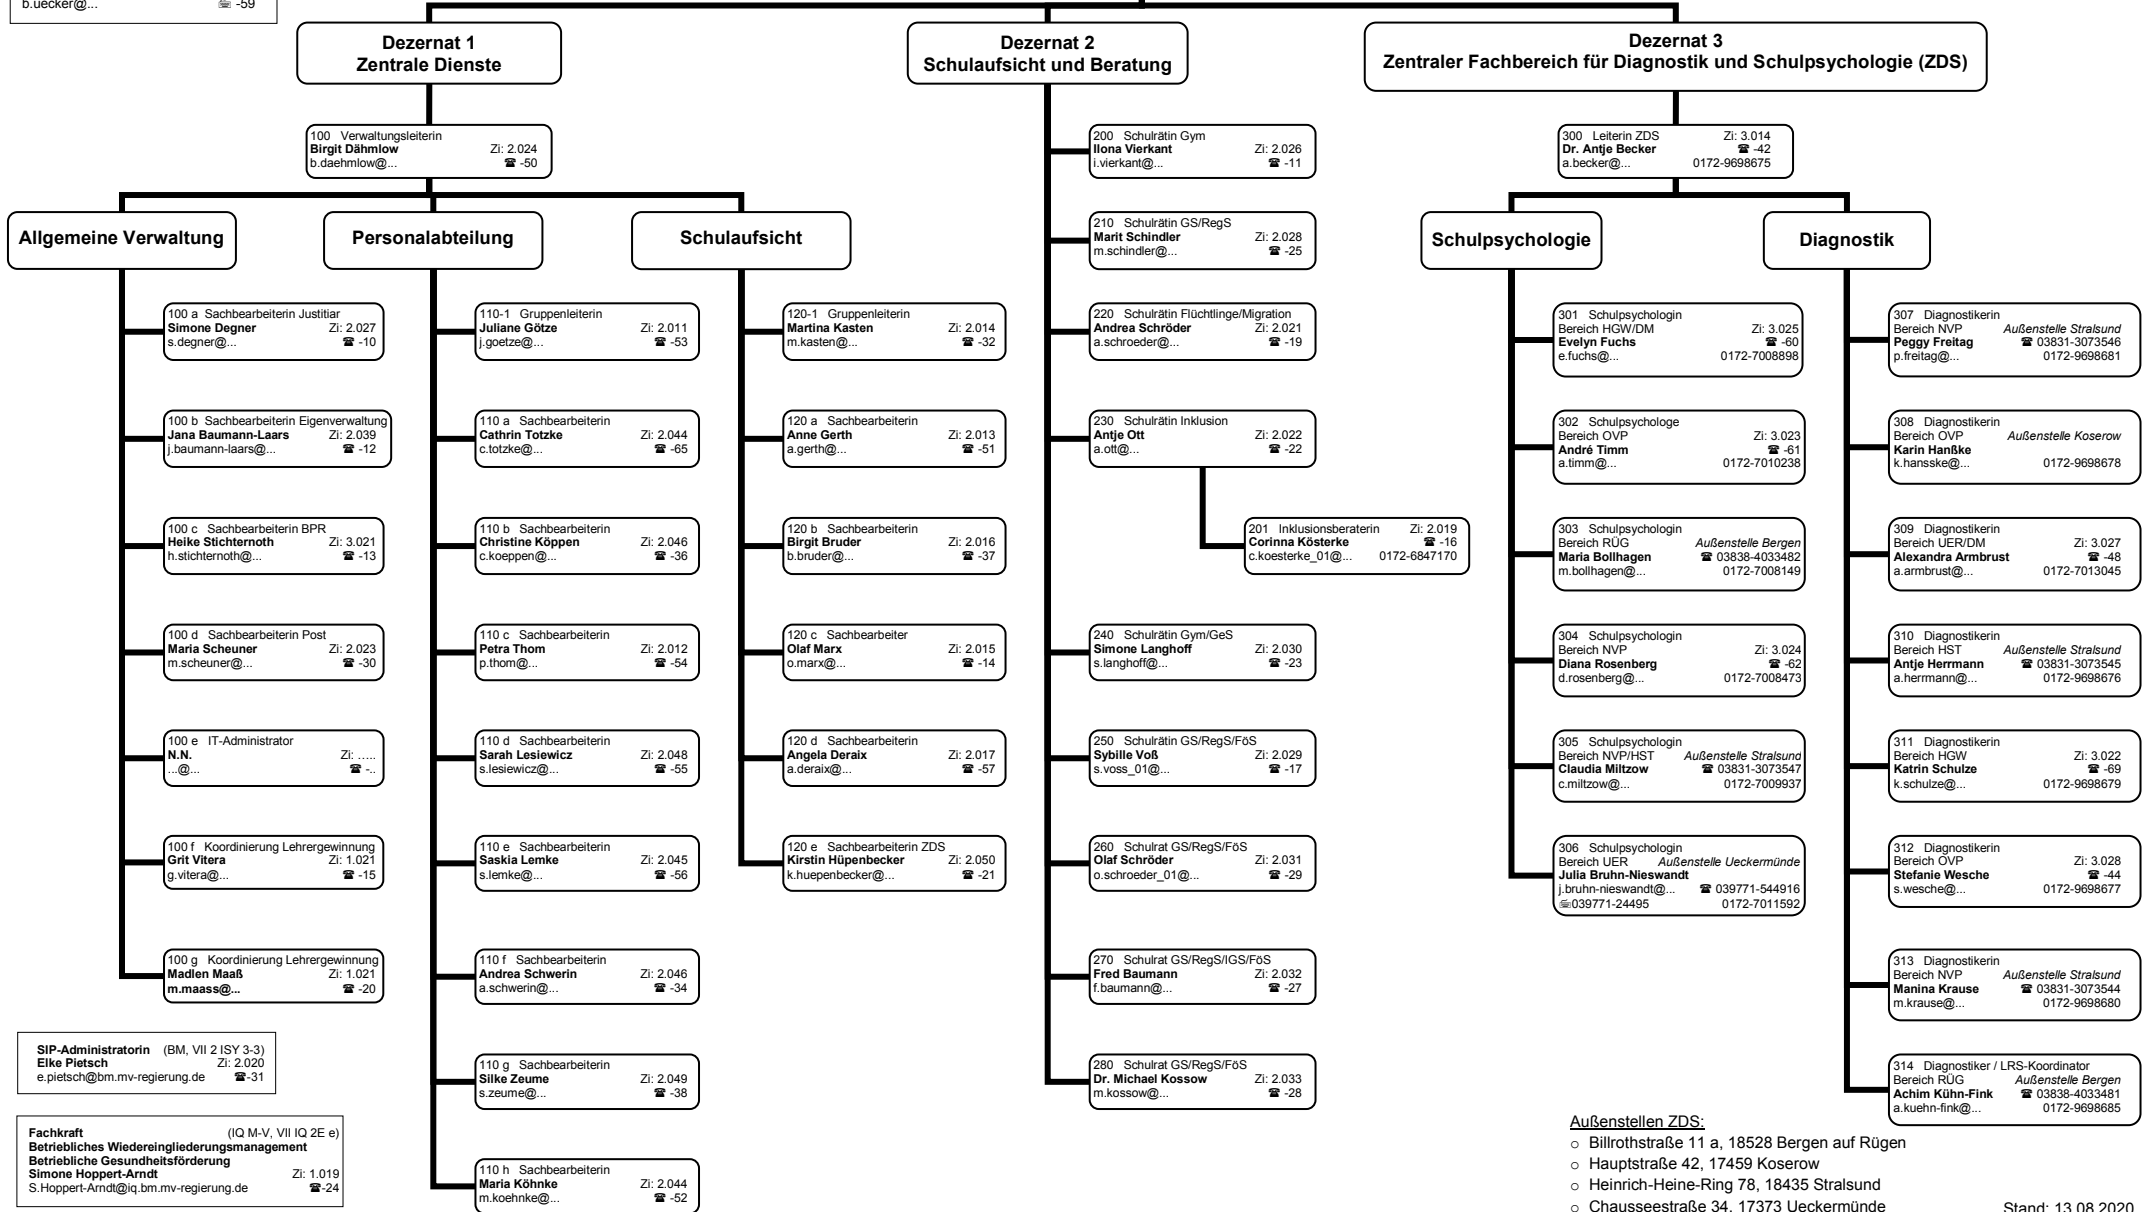 b.uecker@... 📠 -59
Dezernat 1
Zentrale Dienste
Dezernat 2
Schulaufsicht und Beratung
Dezernat 3
Zentraler Fachbereich für Diagnostik und Schulpsychologie (ZDS)
100 Verwaltungsleiterin
Birgit Dähmlow Zi: 2.024
b.daehmlow@... ☎ -50
Allgemeine Verwaltung
100 a Sachbearbeiterin Justitiar
Simone Degner Zi: 2.027
s.degner@... ☎ -10
100 b Sachbearbeiterin Eigenverwaltung
Jana Baumann-Laars Zi: 2.039
j.baumann-laars@... ☎ -12
100 c Sachbearbeiterin BPR
Heike Stichternoth Zi: 3.021
h.stichternoth@... ☎ -13
100 d Sachbearbeiterin Post
Maria Scheuner Zi: 2.023
m.scheuner@... ☎ -30
100 e IT-Administrator
N.N. Zi: .....
...@... ☎ -..
100 f Koordinierung Lehrergewinnung
Grit Vitera Zi: 1.021
g.vitera@... ☎ -15
100 g Koordinierung Lehrergewinnung
Madlen Maaß Zi: 1.021
m.maass@... ☎ -20
SIP-Administratorin (BM, VII 2 ISY 3-3)
Elke Pietsch Zi: 2.020
e.pietsch@bm.mv-regierung.de ☎-31
Fachkraft (IQ M-V, VII IQ 2E e)
Betriebliches Wiedereingliederungsmanagement
Betriebliche Gesundheitsförderung
Simone Hoppert-Arndt Zi: 1.019
S.Hoppert-Arndt@iq.bm.mv-regierung.de ☎-24
Personalabteilung
110-1 Gruppenleiterin
Juliane Götze Zi: 2.011
j.goetze@... ☎ -53
110 a Sachbearbeiterin
Cathrin Totzke Zi: 2.044
c.totzke@... ☎ -65
110 b Sachbearbeiterin
Christine Köppen Zi: 2.046
c.koeppen@... ☎ -36
110 c Sachbearbeiterin
Petra Thom Zi: 2.012
p.thom@... ☎ -54
110 d Sachbearbeiterin
Sarah Lesiewicz Zi: 2.048
s.lesiewicz@... ☎ -55
110 e Sachbearbeiterin
Saskia Lemke Zi: 2.045
s.lemke@... ☎ -56
110 f Sachbearbeiterin
Andrea Schwerin Zi: 2.046
a.schwerin@... ☎ -34
110 g Sachbearbeiterin
Silke Zeume Zi: 2.049
s.zeume@... ☎ -38
110 h Sachbearbeiterin
Maria Köhnke Zi: 2.044
m.koehnke@... ☎ -52
Schulaufsicht
120-1 Gruppenleiterin
Martina Kasten Zi: 2.014
m.kasten@... ☎ -32
120 a Sachbearbeiterin
Anne Gerth Zi: 2.013
a.gerth@... ☎ -51
120 b Sachbearbeiterin
Birgit Bruder Zi: 2.016
b.bruder@... ☎ -37
120 c Sachbearbeiter
Olaf Marx Zi: 2.015
o.marx@... ☎ -14
120 d Sachbearbeiterin
Angela Deraix Zi: 2.017
a.deraix@... ☎ -57
120 e Sachbearbeiterin ZDS
Kirstin Hüpenbecker Zi: 2.050
k.huepenbecker@... ☎ -21
200 Schulrätin Gym
Ilona Vierkant Zi: 2.026
i.vierkant@... ☎ -11
210 Schulrätin GS/RegS
Marit Schindler Zi: 2.028
m.schindler@... ☎ -25
220 Schulrätin Flüchtlinge/Migration
Andrea Schröder Zi: 2.021
a.schroeder@... ☎ -19
230 Schulrätin Inklusion
Antje Ott Zi: 2.022
a.ott@... ☎ -22
201 Inklusionsberaterin Zi: 2.019
Corinna Kösterke ☎ -16
c.koesterke_01@... 0172-6847170
240 Schulrätin Gym/GeS
Simone Langhoff Zi: 2.030
s.langhoff@... ☎ -23
250 Schulrätin GS/RegS/FöS
Sybille Voß Zi: 2.029
s.voss_01@... ☎ -17
260 Schulrat GS/RegS/FöS
Olaf Schröder Zi: 2.031
o.schroeder_01@... ☎ -29
270 Schulrat GS/RegS/IGS/FöS
Fred Baumann Zi: 2.032
f.baumann@... ☎ -27
280 Schulrat GS/RegS/FöS
Dr. Michael Kossow Zi: 2.033
m.kossow@... ☎ -28
300 Leiterin ZDS Zi: 3.014
Dr. Antje Becker ☎ -42
a.becker@... 0172-9698675
Schulpsychologie
301 Schulpsychologin
Bereich HGW/DM Zi: 3.025
Evelyn Fuchs ☎ -60
e.fuchs@... 0172-7008898
302 Schulpsychologe
Bereich OVP Zi: 3.023
André Timm ☎ -61
a.timm@... 0172-7010238
303 Schulpsychologin
Bereich RÜG Außenstelle Bergen
Maria Bollhagen ☎ 03838-4033482
m.bollhagen@... 0172-7008149
304 Schulpsychologin
Bereich NVP Zi: 3.024
Diana Rosenberg ☎ -62
d.rosenberg@... 0172-7008473
305 Schulpsychologin
Bereich NVP/HST Außenstelle Stralsund
Claudia Miltzow ☎ 03831-3073547
c.miltzow@... 0172-7009937
306 Schulpsychologin
Bereich UER Außenstelle Ueckermünde
Julia Bruhn-Nieswandt
j.bruhn-nieswandt@... ☎ 039771-544916
📠039771-24495 0172-7011592
Diagnostik
307 Diagnostikerin
Bereich NVP Außenstelle Stralsund
Peggy Freitag ☎ 03831-3073546
p.freitag@... 0172-9698681
308 Diagnostikerin
Bereich OVP Außenstelle Koserow
Karin Hanßke
k.hansske@... 0172-9698678
309 Diagnostikerin
Bereich UER/DM Zi: 3.027
Alexandra Armbrust ☎ -48
a.armbrust@... 0172-7013045
310 Diagnostikerin
Bereich HST Außenstelle Stralsund
Antje Herrmann ☎ 03831-3073545
a.herrmann@... 0172-9698676
311 Diagnostikerin
Bereich HGW Zi: 3.022
Katrin Schulze ☎ -69
k.schulze@... 0172-9698679
312 Diagnostikerin
Bereich OVP Zi: 3.028
Stefanie Wesche ☎ -44
s.wesche@... 0172-9698677
313 Diagnostikerin
Bereich NVP Außenstelle Stralsund
Manina Krause ☎ 03831-3073544
m.krause@... 0172-9698680
314 Diagnostiker / LRS-Koordinator
Bereich RÜG Außenstelle Bergen
Achim Kühn-Fink ☎ 03838-4033481
a.kuehn-fink@... 0172-9698685
Außenstellen ZDS:
○ Billrothstraße 11 a, 18528 Bergen auf Rügen
○ Hauptstraße 42, 17459 Koserow
○ Heinrich-Heine-Ring 78, 18435 Stralsund
○ Chausseestraße 34, 17373 Ueckermünde
Stand: 13.08.2020